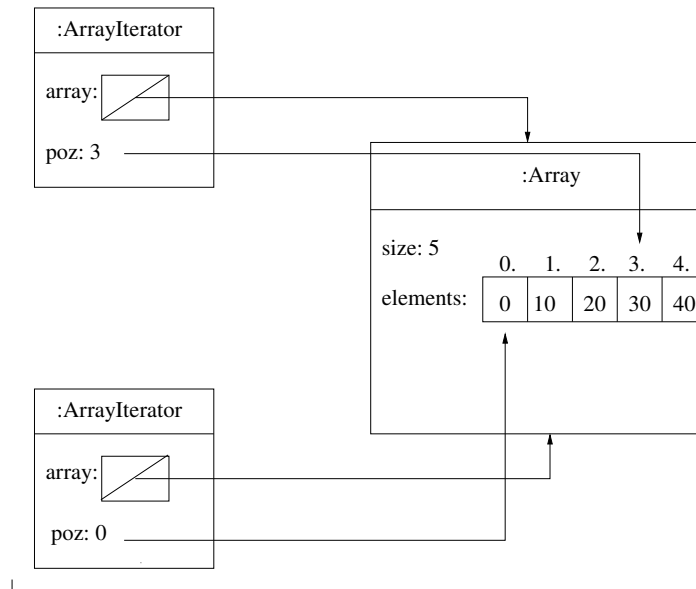 :ArrayIterator
array:
poz: 3
:Array
size: 5
0. 1. 2. 3. 4.
elements: 0 10 20 30 40
:ArrayIterator
array:
poz: 0